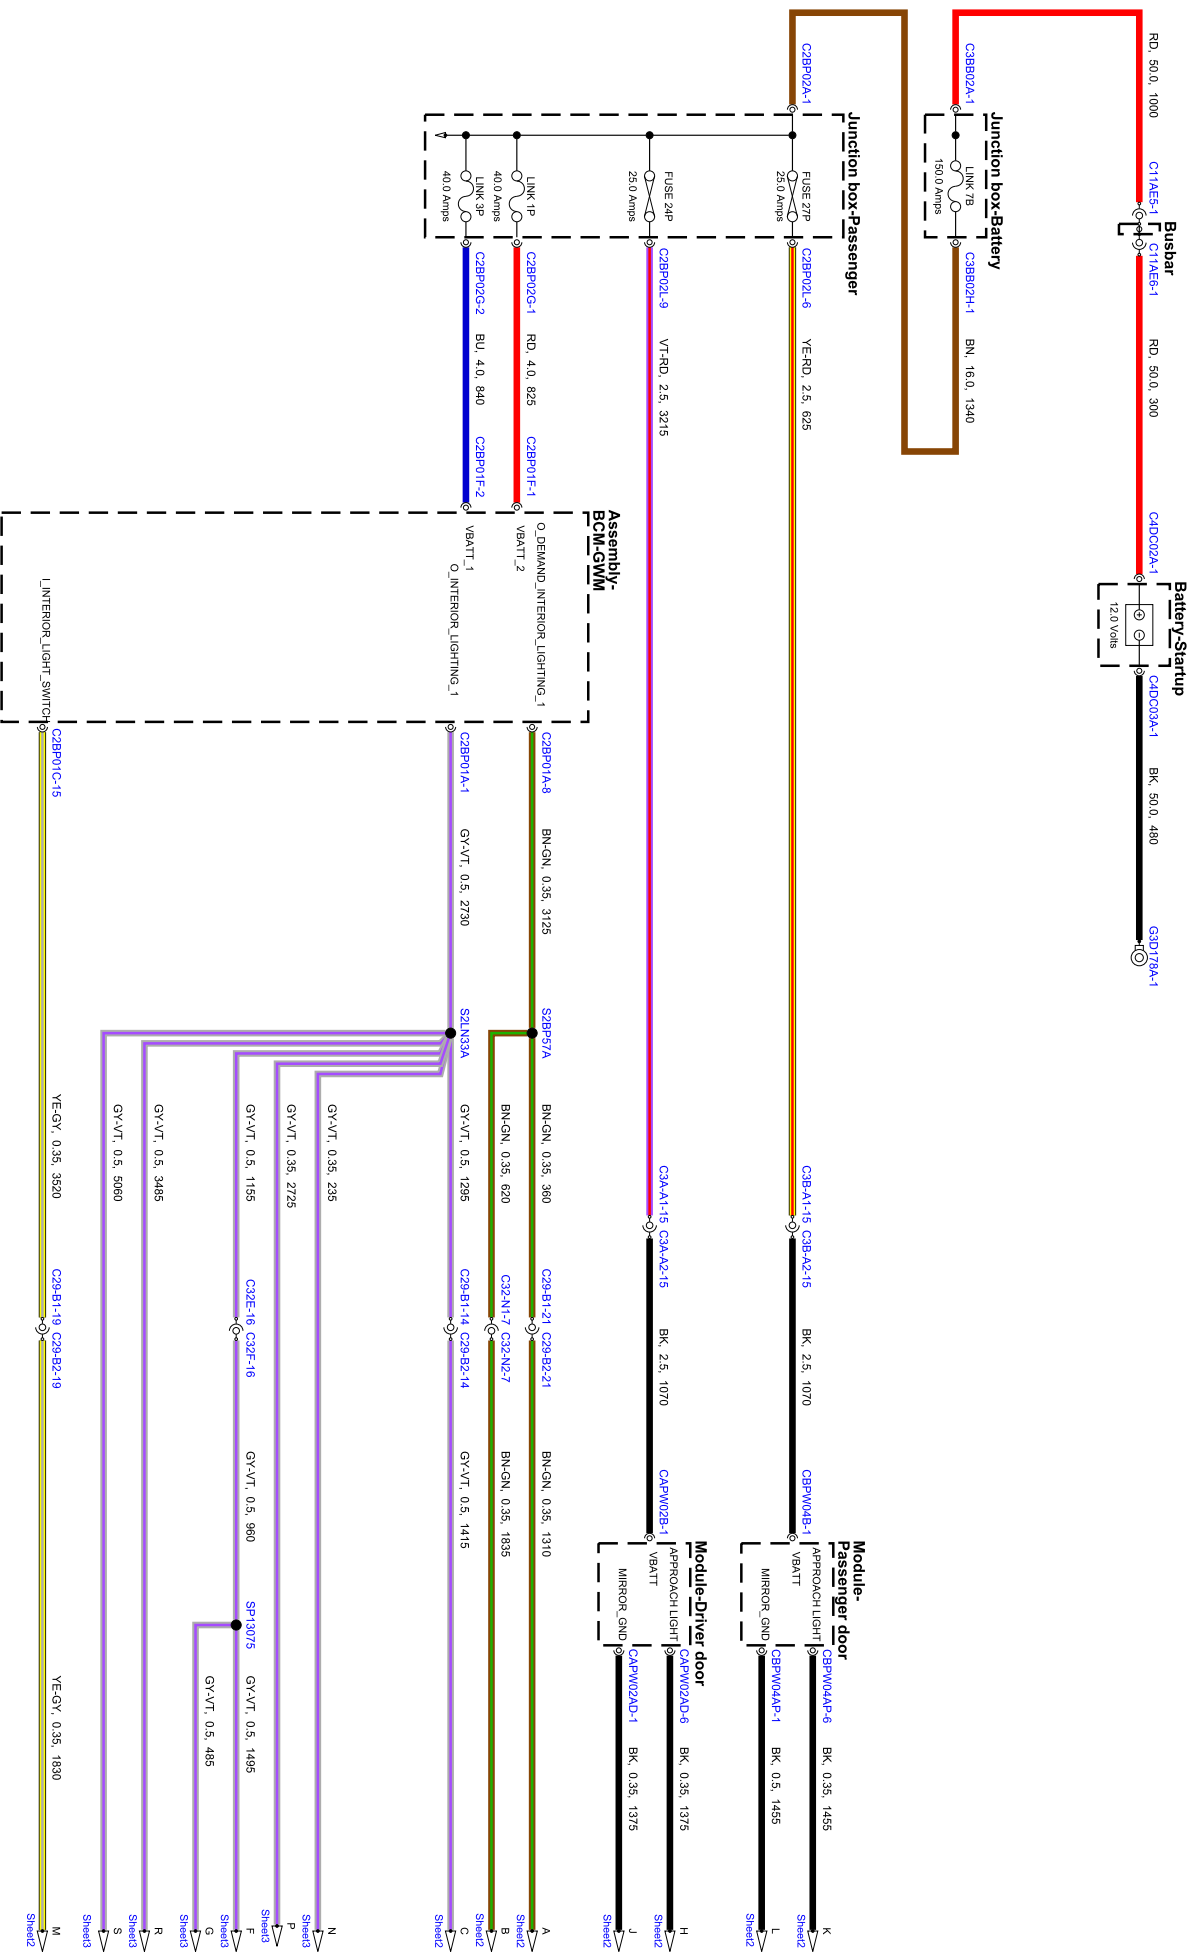 RD, 50.0, 1000
C11AE5-1
Busbar
C11AE6-1
RD, 50.0, 300
C4DC02A-1
Battery-Startup
12.0 Volts
C4DC03A-1
BK, 50.0, 480
G3D178A-1
C3BB02A-1
Junction box-Battery
LINK 7B
150.0 Amps
C3BB02H-1
BN, 16.0, 1340
C2BP02A-1
Junction box-Passenger
FUSE 27P
25.0 Amps
C2BP02L-6
YE-RD, 2.5, 625
C3B-A1-15
C3B-A2-15
BK, 2.5, 1070
CBPW04B-1
Module-
Passenger door
APPROACH LIGHT
VBATT
MIRROR_GND
CBPW04AP-6
BK, 0.35, 1455
K
CBPW04AP-1
BK, 0.5, 1455
L
Sheet2
FUSE 24P
25.0 Amps
C2BP02L-9
VT-RD, 2.5, 3215
C3A-A1-15
C3A-A2-15
BK, 2.5, 1070
CAPW02B-1
Module-Driver door
APPROACH LIGHT
VBATT
MIRROR_GND
CAPW02AD-6
BK, 0.35, 1375
H
Sheet2
CAPW02AD-1
BK, 0.35, 1375
J
Sheet2
LINK 1P
40.0 Amps
C2BP02G-1
RD, 4.0, 825
C2BP01F-1
LINK 3P
40.0 Amps
C2BP02G-2
BU, 4.0, 840
C2BP01F-2
Assembly-
BCM-GWM
O_DEMAND_INTERIOR_LIGHTING_1
VBATT_2
VBATT_1
O_INTERIOR_LIGHTING_1
I_INTERIOR_LIGHT_SWITCH
C2BP01A-8
BN-GN, 0.35, 3125
S2BP57A
BN-GN, 0.35, 360
C29-B1-21
C29-B2-21
BN-GN, 0.35, 1310
A
Sheet2
BN-GN, 0.35, 620
C32-N1-7
C32-N2-7
BN-GN, 0.35, 1835
B
Sheet2
C2BP01A-1
GY-VT, 0.5, 2730
S2LN33A
GY-VT, 0.5, 1295
C29-B1-14
C29-B2-14
GY-VT, 0.5, 1415
C
Sheet2
GY-VT, 0.35, 235
N
Sheet3
GY-VT, 0.35, 2725
P
Sheet3
GY-VT, 0.5, 1155
C32E-16
C32F-16
GY-VT, 0.5, 960
SP13075
GY-VT, 0.5, 1495
F
Sheet3
GY-VT, 0.5, 485
G
Sheet3
GY-VT, 0.5, 3485
R
Sheet3
GY-VT, 0.5, 5060
S
Sheet3
C2BP01C-15
YE-GY, 0.35, 3520
C29-B1-19
C29-B2-19
YE-GY, 0.35, 1830
M
Sheet2